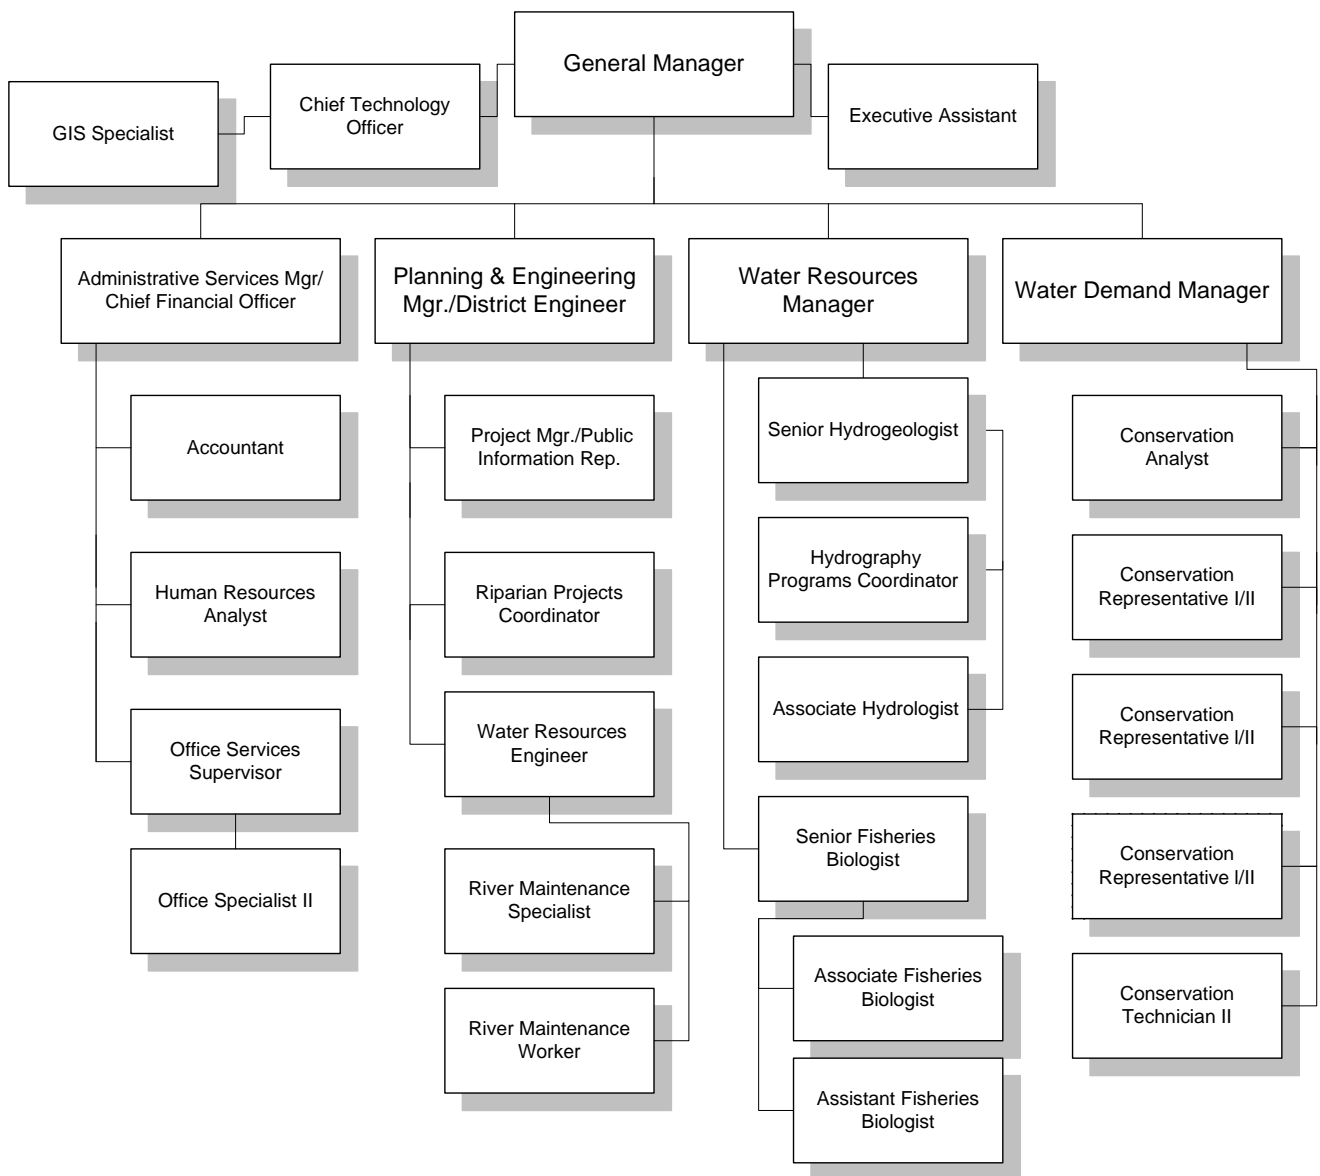 General Manager
Chief Technology
Officer
GIS Specialist
Executive Assistant
Administrative Services Mgr/
Chief Financial Officer
Planning & Engineering
Mgr./District Engineer
Water Resources
Manager
Water Demand Manager
Accountant
Human Resources
Analyst
Office Services
Supervisor
Office Specialist II
Project Mgr./Public
Information Rep.
Riparian Projects
Coordinator
Water Resources
Engineer
River Maintenance
Specialist
River Maintenance
Worker
Senior Hydrogeologist
Hydrography
Programs Coordinator
Associate Hydrologist
Senior Fisheries
Biologist
Associate Fisheries
Biologist
Assistant Fisheries
Biologist
Conservation
Analyst
Conservation
Representative I/II
Conservation
Representative I/II
Conservation
Representative I/II
Conservation
Technician II